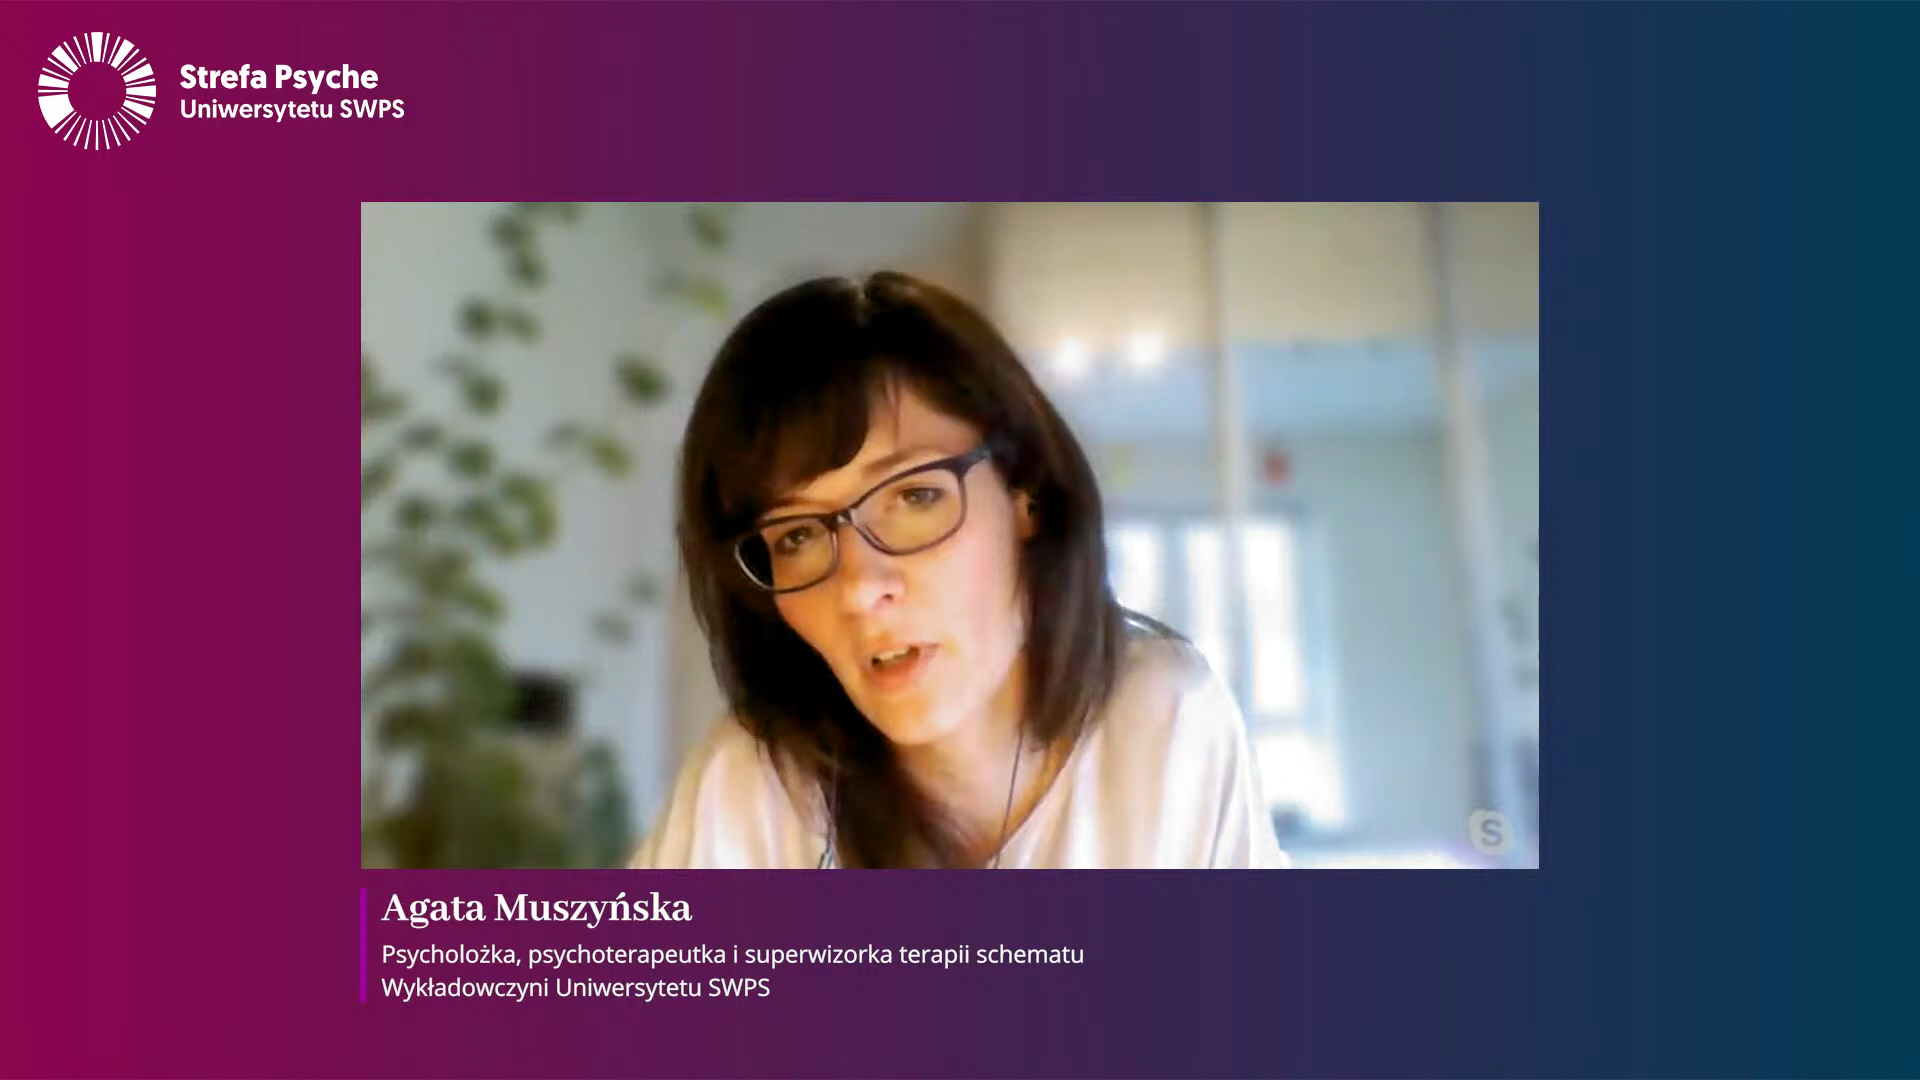 Strefa Psyche
Uniwersytetu SWPS
S
Agata Muszyńska
Psycholożka, psychoterapeutka i superwizorka terapii schematu
Wykładowczyni Uniwersytetu SWPS